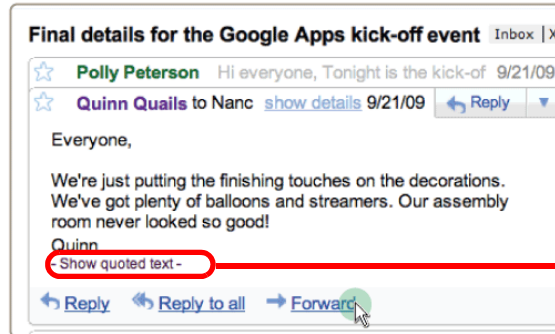 Final details for the Google Apps kick-off event Inbox | X
Polly Peterson Hi everyone, Tonight is the kick-of 9/21/09
Quinn Quails to Nanc show details 9/21/09 Reply
Everyone,
We're just putting the finishing touches on the decorations.
We've got plenty of balloons and streamers. Our assembly
room never looked so good!
Quinn
- Show quoted text -
Reply Reply to all Forward